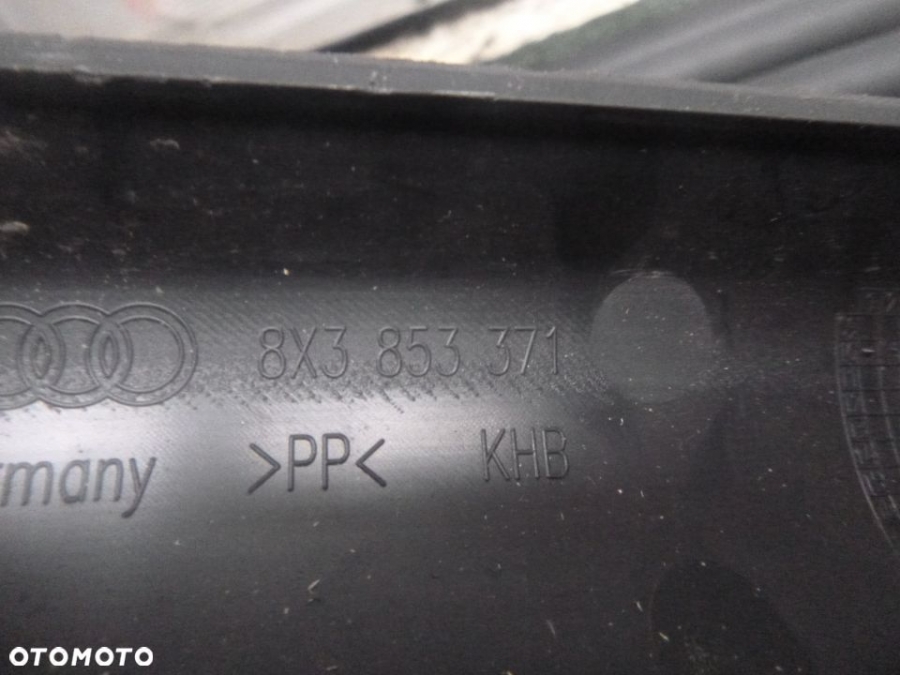 8X3 853 371
rmany >PP< KHB
OTOMOTO